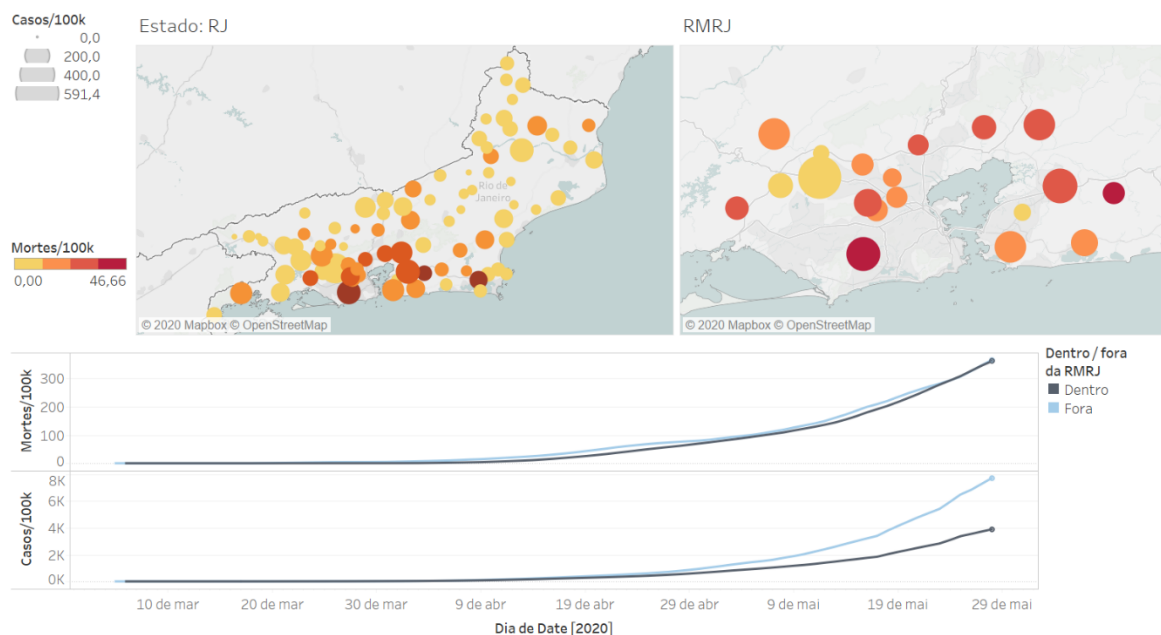 Casos/100k
0,0
200,0
400,0
591,4
Mortes/100k
0,00 46,66
Estado: RJ
Rio de
Janeiro
© 2020 Mapbox © OpenStreetMap
RMRJ
© 2020 Mapbox © OpenStreetMap
Mortes/100k
300
200
100
0
Casos/100k
8K
4K
2K
0K
10 de mar 20 de mar 30 de mar 9 de abr 19 de abr 29 de abr 9 de mai 19 de mai 29 de mai
Dia de Date [2020]
Dentro / fora
da RMRJ
Dentro
Fora